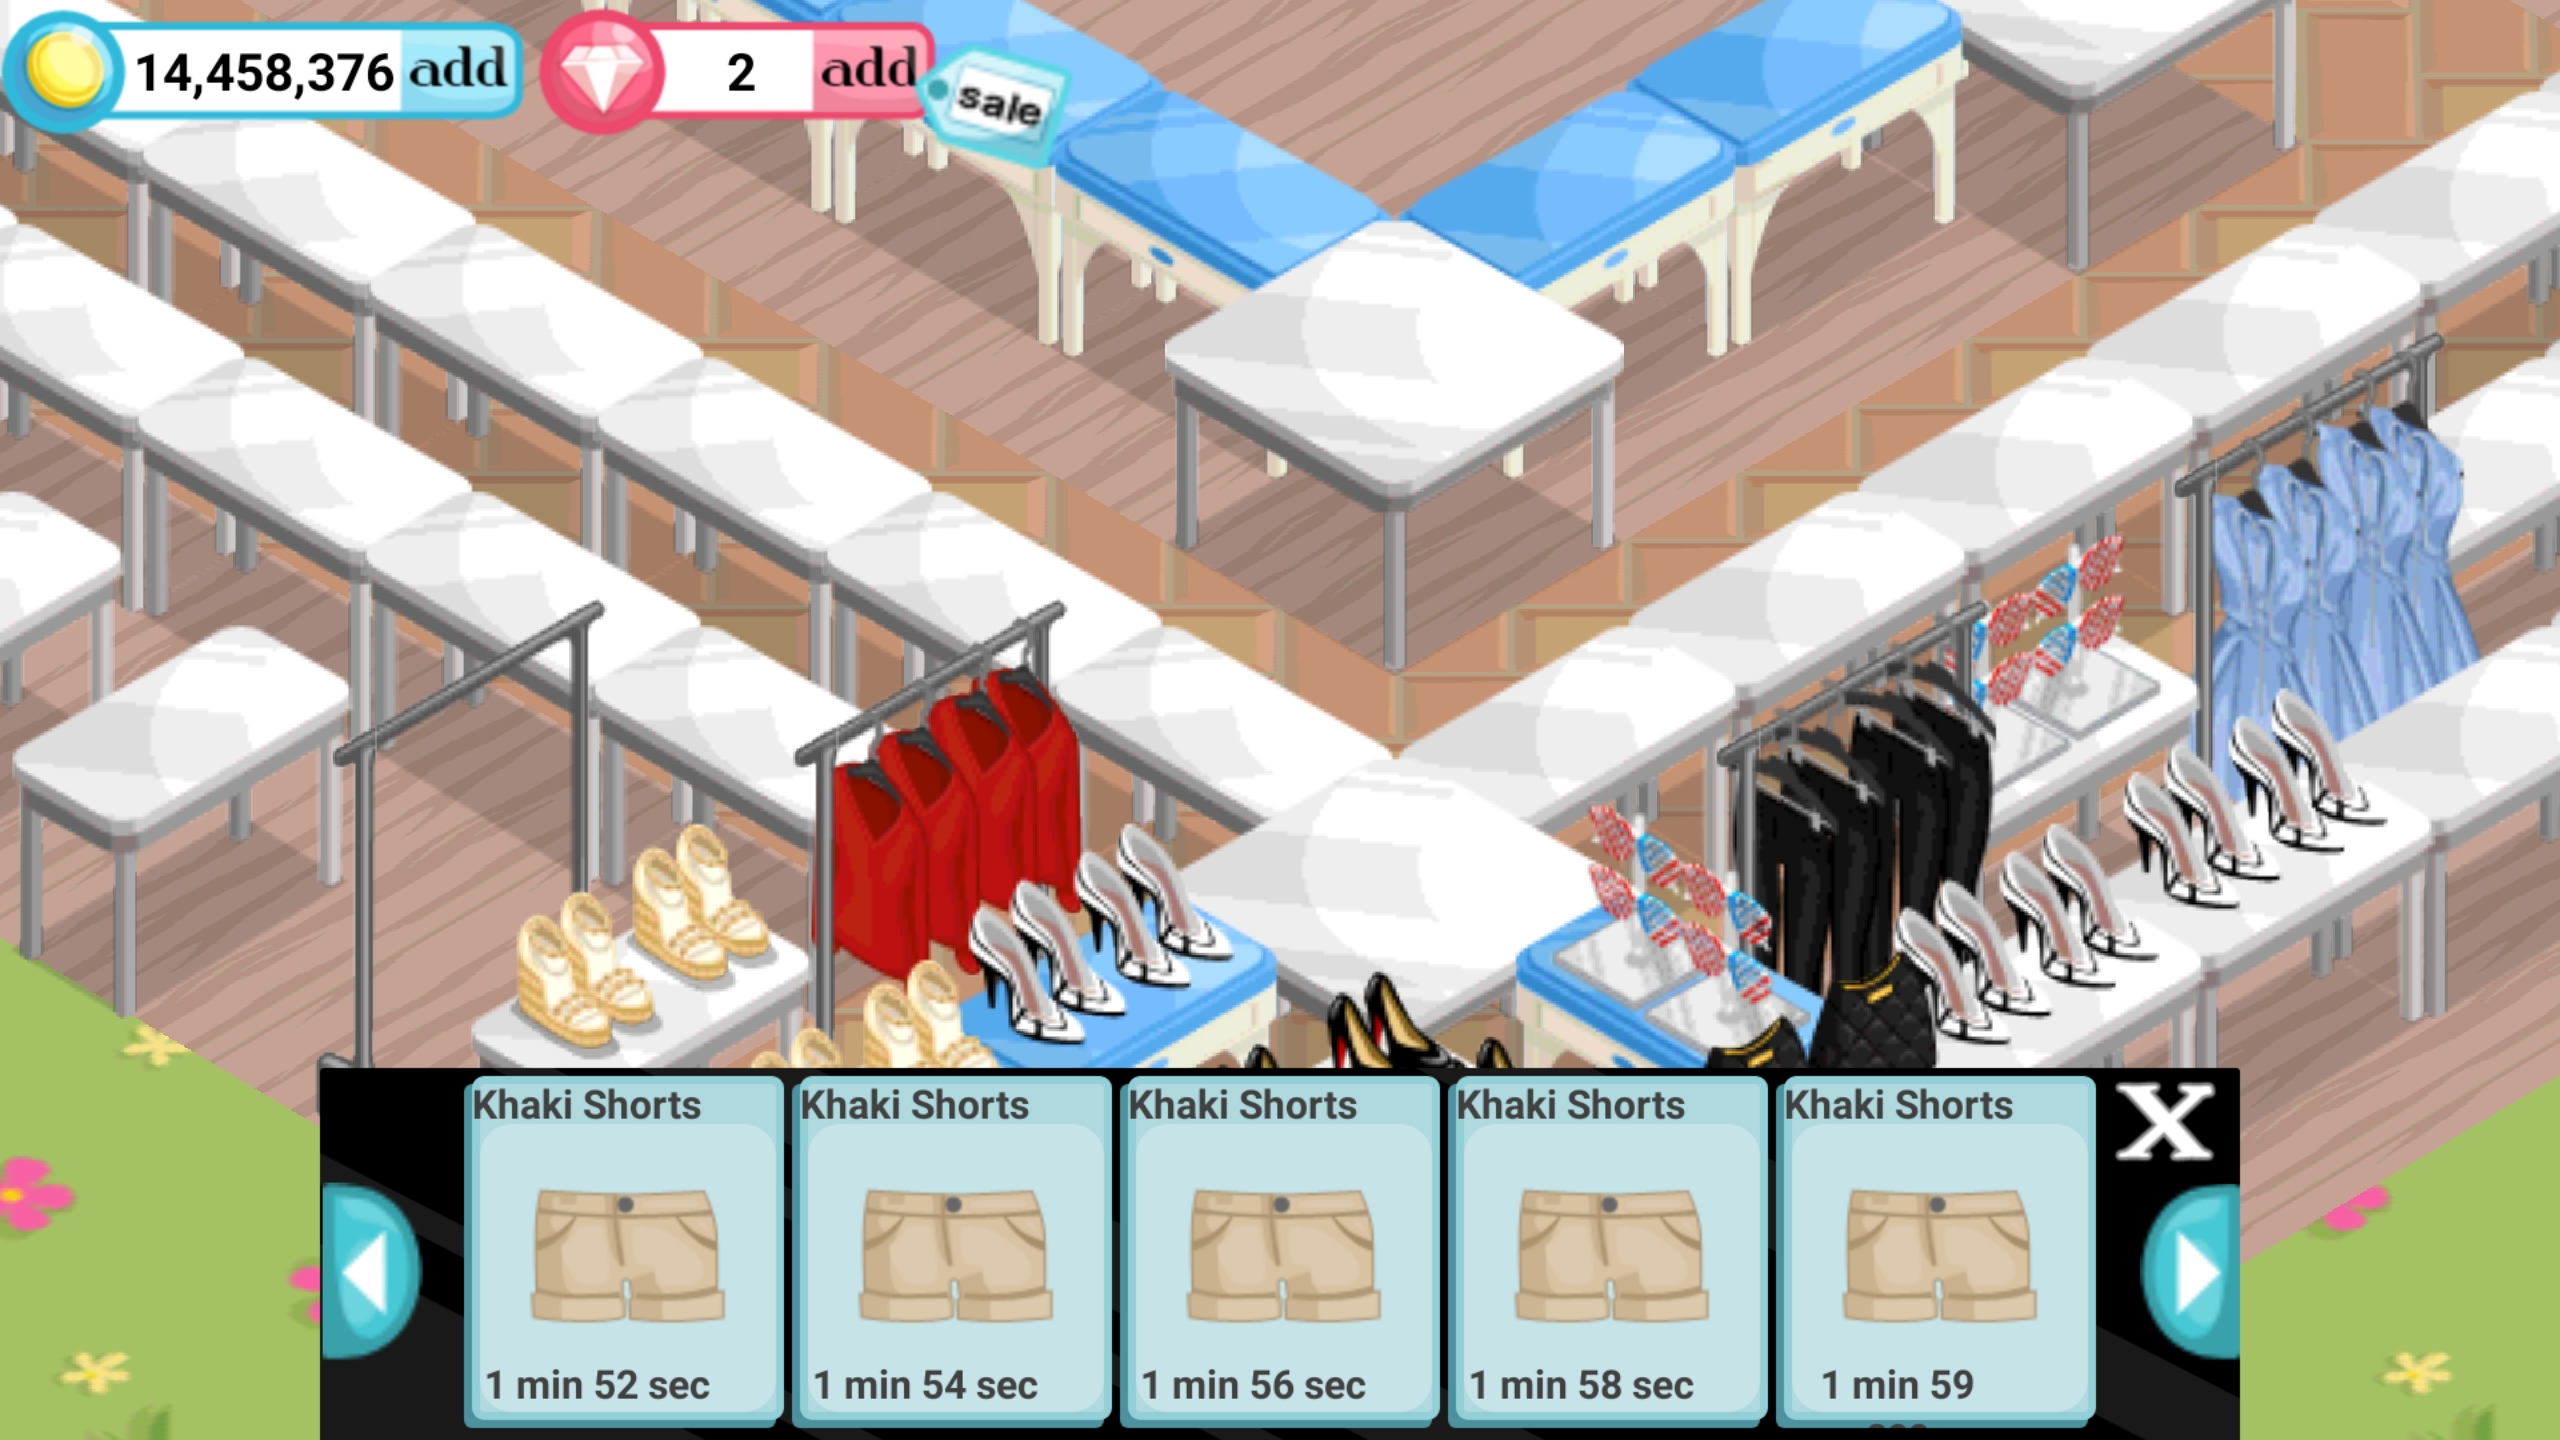 14,458,376 add
2 add
sale
Khaki Shorts Khaki Shorts Khaki Shorts Khaki Shorts Khaki Shorts
X
1 min 52 sec 1 min 54 sec 1 min 56 sec 1 min 58 sec 1 min 59